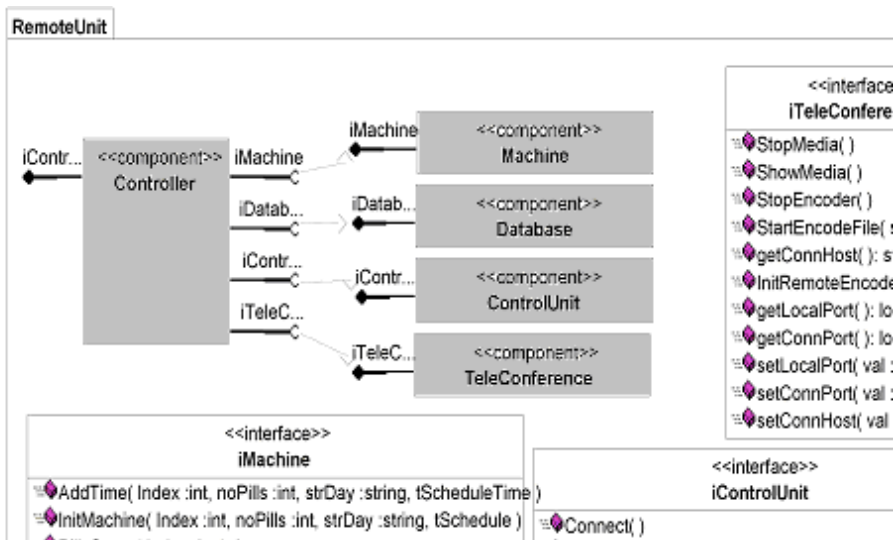 RemoteUnit
iContr...
<<component>>
Controller
iMachine
iDatab...
iContr...
iTeleC...
iMachine
<<component>>
Machine
iDatab...
<<component>>
Database
iContr...
<<component>>
ControlUnit
iTeleC...
<<component>>
TeleConference
<<interface
iTeleConfere
StopMedia( )
ShowMedia( )
StopEncoder( )
StartEncodeFile( s
getConnHost( ): s
InitRemoteEncode
getLocalPort( ): lo
getConnPort( ): lo
setLocalPort( val :
setConnPort( val :
setConnHost( val
<<interface>>
iMachine
AddTime( Index :int, noPills :int, strDay :string, tScheduleTime )
InitMachine( Index :int, noPills :int, strDay :string, tSchedule )
<<interface>>
iControlUnit
Connect( )